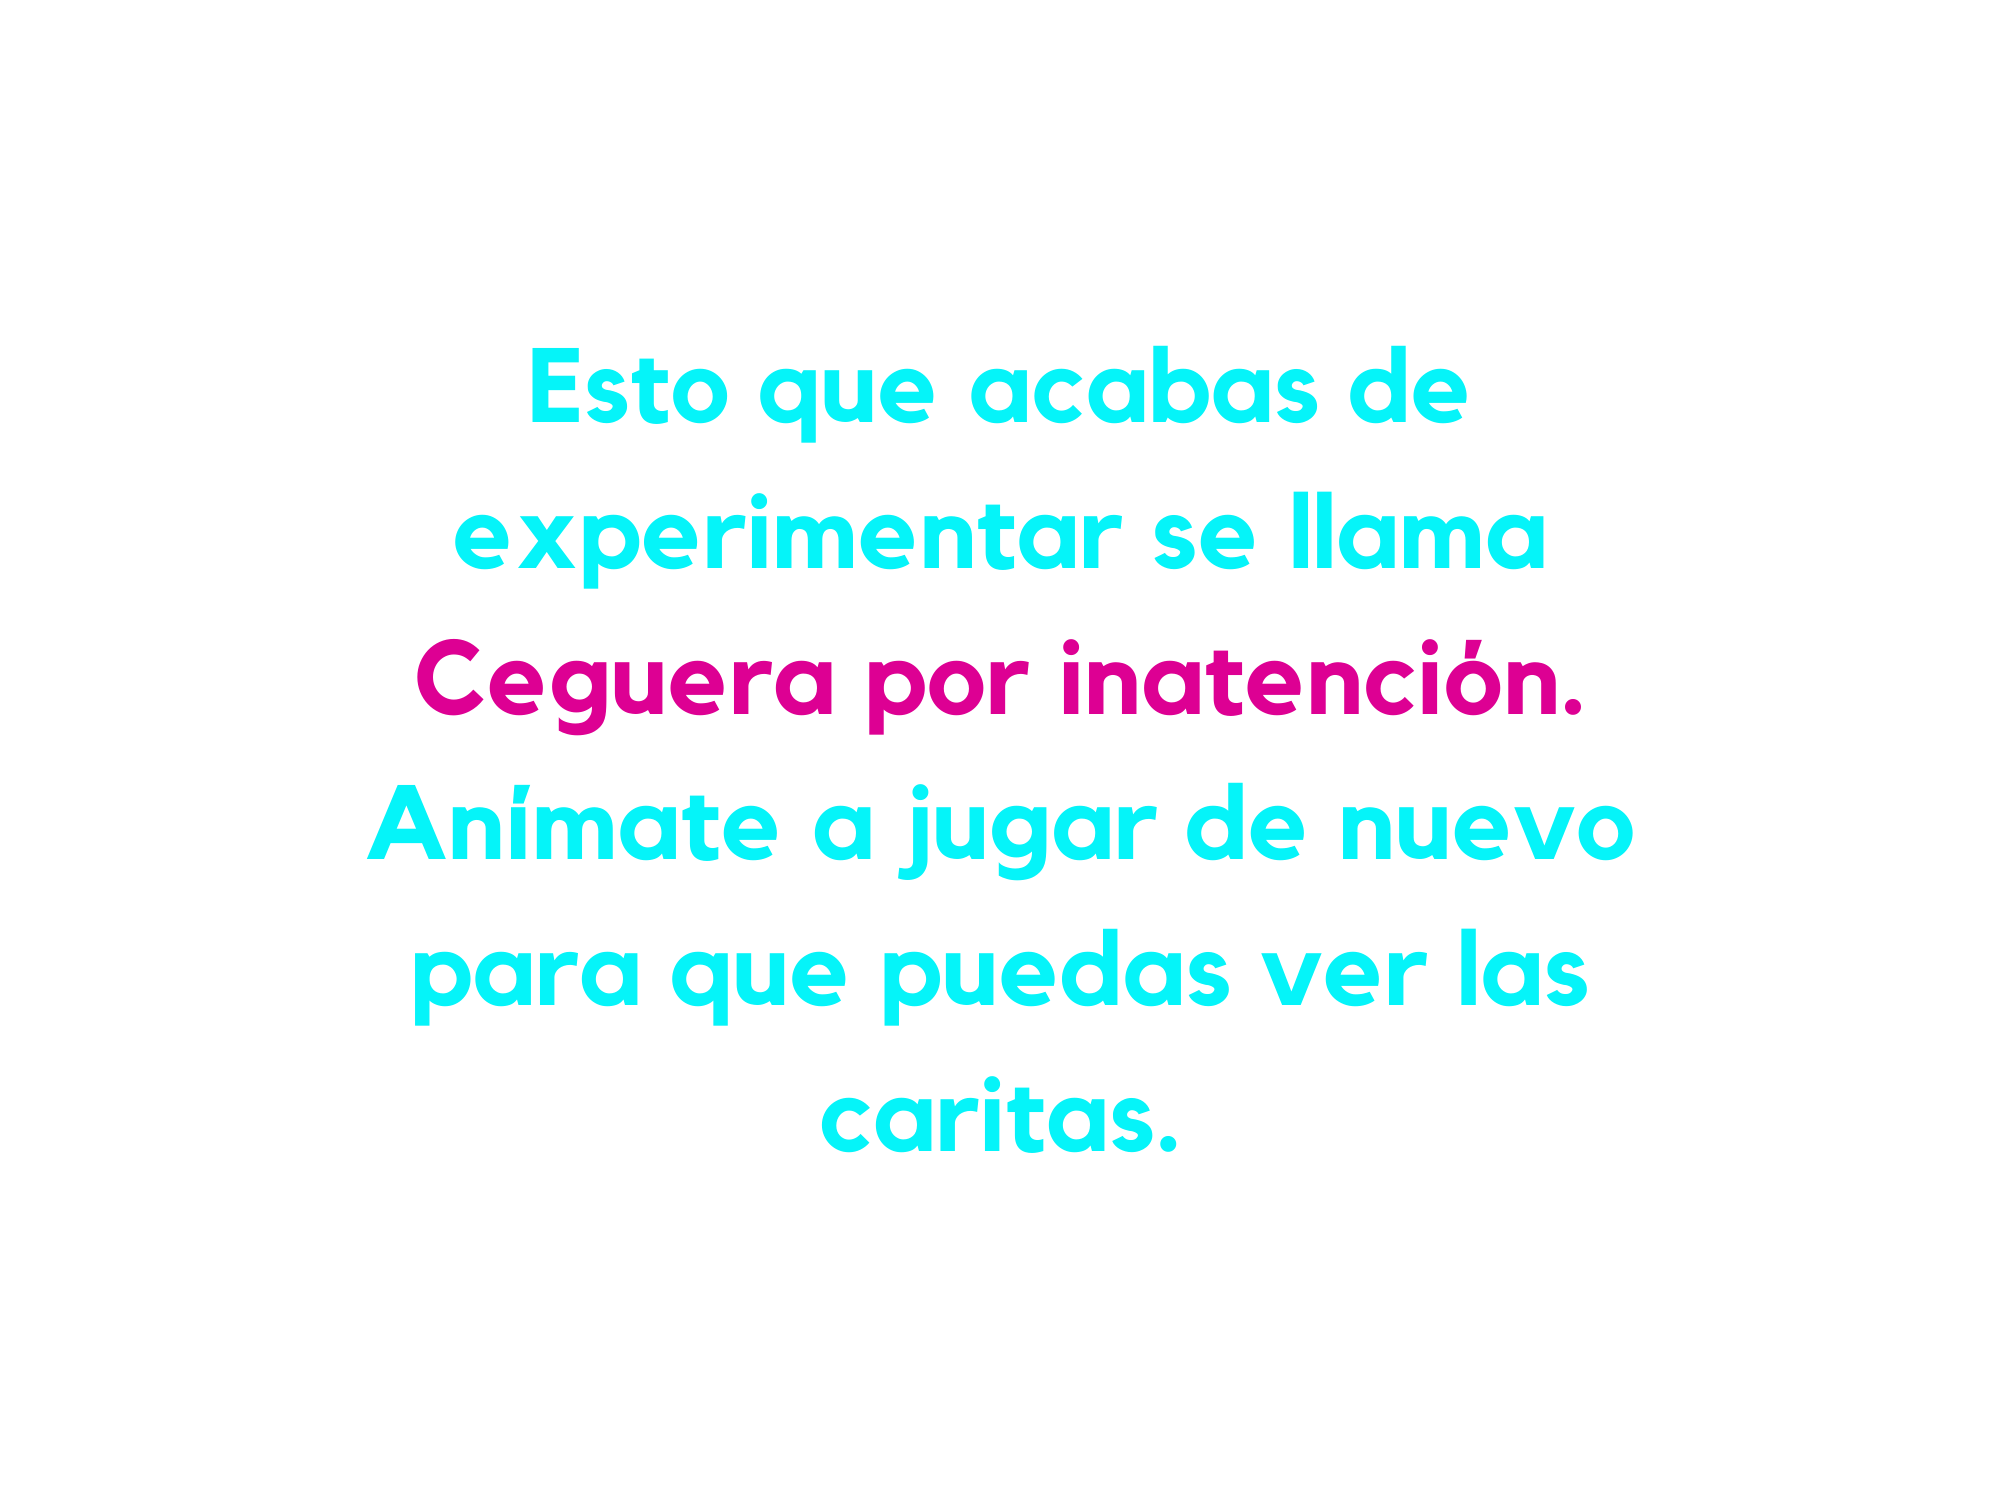 Esto que acabas de
experimentar se llama
Ceguera por inatención.
Anímate a jugar de nuevo
para que puedas ver las
caritas.